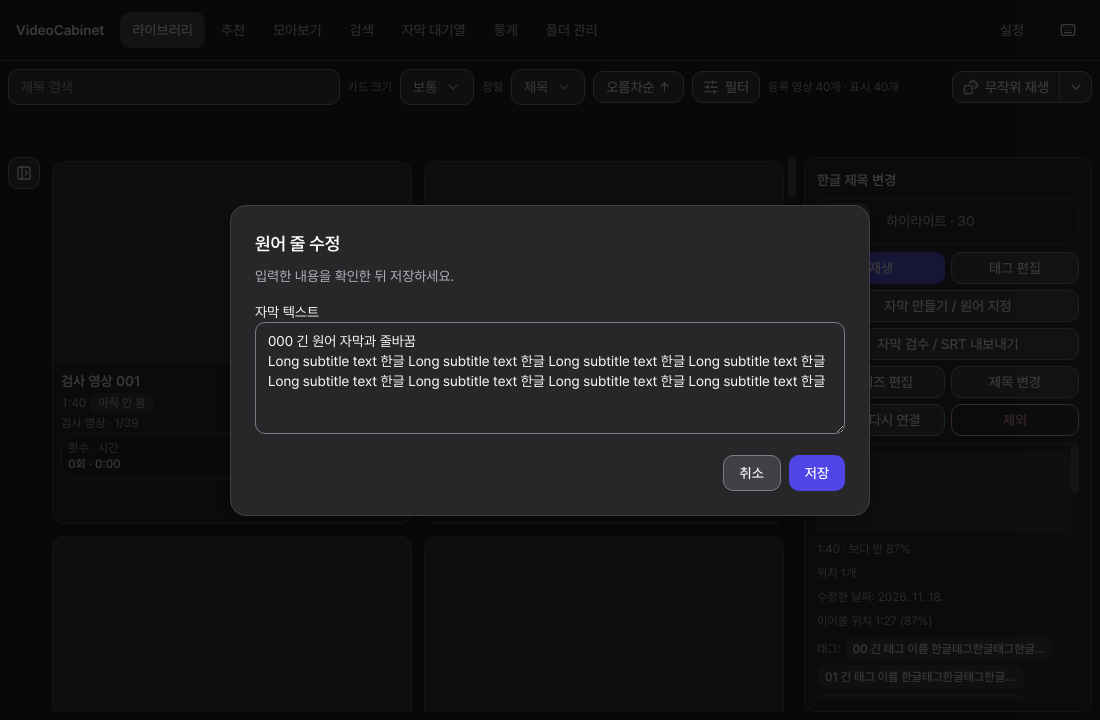 VideoCabinet 라이브러리 추천 모아보기 검색 자막 대기열 통계 폴더 관리 설정
제목 검색 카드 크기 보통 정렬 제목 오름차순 ↑ 필터 등록 영상 40개 · 표시 40개 무작위 재생
한글 제목 변경
하이라이트 · 30
재생 태그 편집
자막 만들기 / 원어 지정
자막 검수 / SRT 내보내기
편집 제목 변경
다시 연결 제외
원어 줄 수정
입력한 내용을 확인한 뒤 저장하세요.
자막 텍스트
000 긴 원어 자막과 줄바꿈
Long subtitle text 한글 Long subtitle text 한글 Long subtitle text 한글 Long subtitle text 한글
Long subtitle text 한글 Long subtitle text 한글 Long subtitle text 한글 Long subtitle text 한글
취소 저장
검사 영상 001
1:40 아직 안 봄
검사 영상 · 1/39
횟수 · 시간
0회 · 0:00
1:40 · 보다 만 87%
위치 1개
수정한 날짜: 2026. 11. 18.
이어볼 위치 1:27 (87%)
태그: 00 긴 태그 이름 한글태그한글태그한글...
01 긴 태그 이름 한글태그한글태그한글...